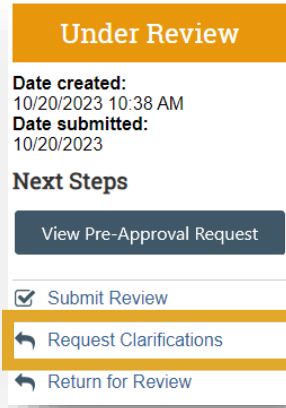 Under Review
Date created:
10/20/2023 10:38 AM
Date submitted:
10/20/2023
Next Steps
View Pre-Approval Request
Submit Review
Request Clarifications
Return for Review